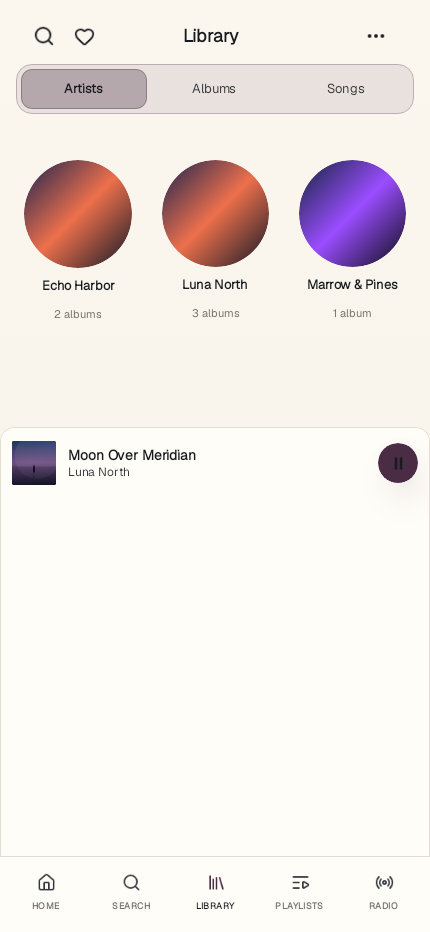 Library
Artists
Albums
Songs
Echo Harbor
Luna North
Marrow & Pines
2 albums
3 albums
1 album
Moon Over Meridian
Luna North
HOME
SEARCH
LIBRARY
PLAYLISTS
RADIO